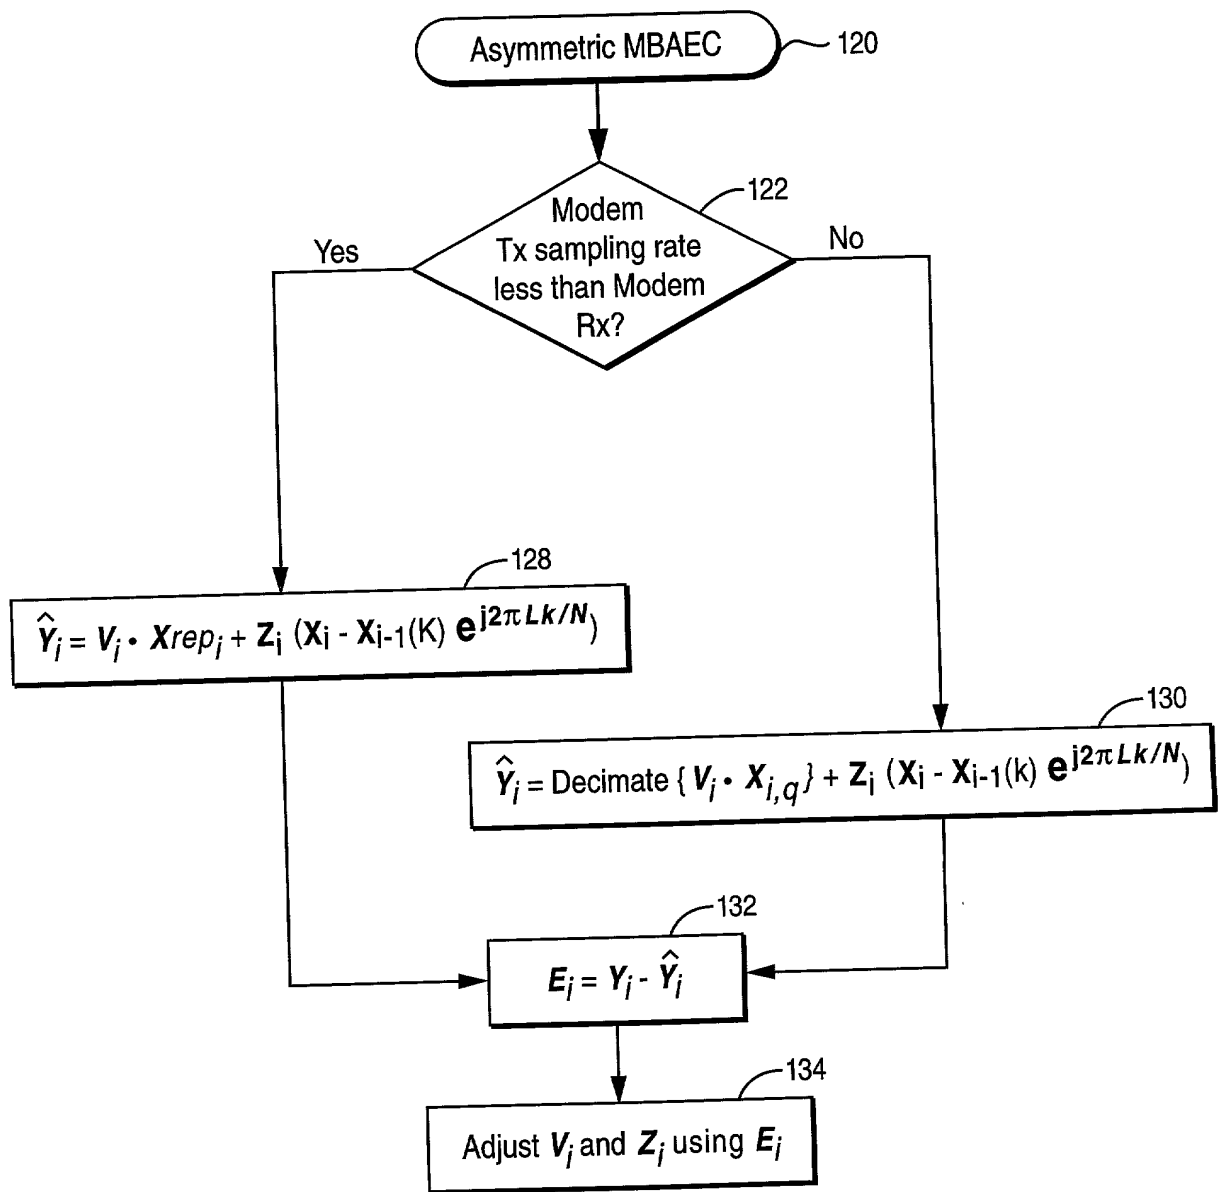 Asymmetric MBAEC
120
Modem
Tx sampling rate
less than Modem
Rx?
122
Yes
No
128
Ŷi = Vi • Xrepi + Zi (Xi - Xi-1(K) e^j2πLk/N)
130
Ŷi = Decimate { Vi • Xi,q} + Zi (Xi - Xi-1(k) e^j2πLk/N)
132
Ei = Yi - Ŷi
134
Adjust Vi and Zi using Ei